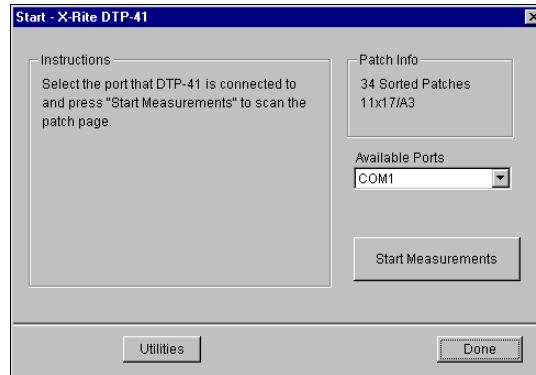 Start - X-Rite DTP-41
Instructions
Select the port that DTP-41 is connected to
and press "Start Measurements" to scan the
patch page.
Patch Info
34 Sorted Patches
11x17/A3
Available Ports
COM1
Start Measurements
Utilities
Done